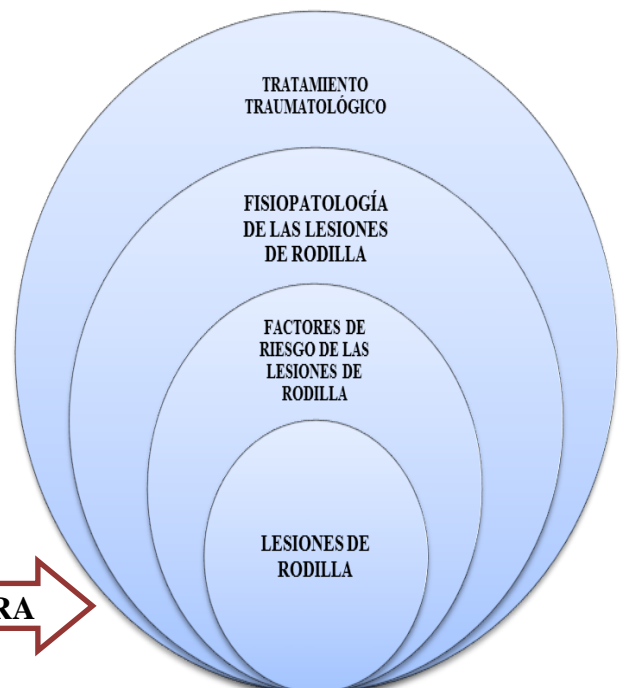 TRATAMIENTO
TRAUMATOLÓGICO
FISIOPATOLOGÍA
DE LAS LESIONES
DE RODILLA
FACTORES DE
RIESGO DE LAS
LESIONES DE
RODILLA
LESIONES DE
RODILLA
RA